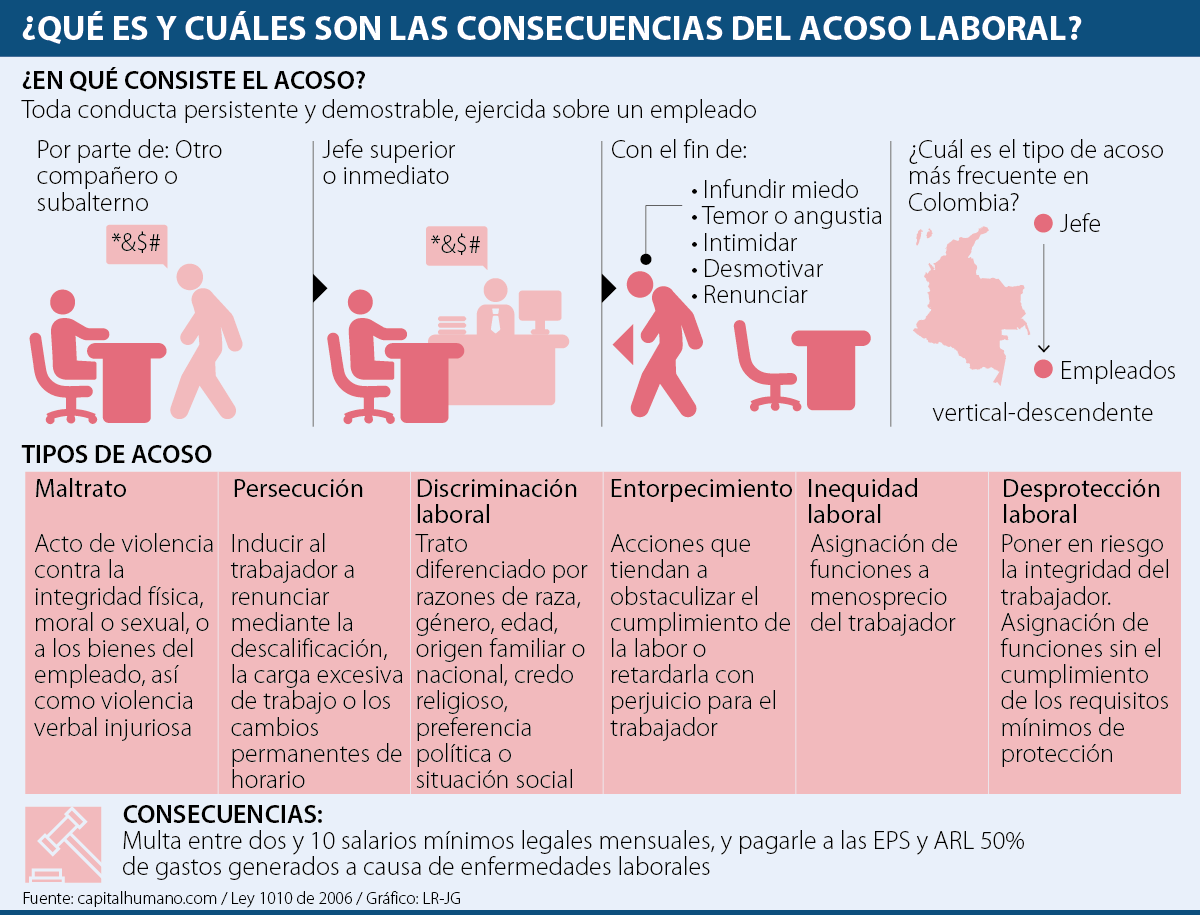 ¿QUÉ ES Y CUÁLES SON LAS CONSECUENCIAS DEL ACOSO LABORAL?
¿EN QUÉ CONSISTE EL ACOSO?
Toda conducta persistente y demostrable, ejercida sobre un empleado
Por parte de: Otro
compañero o
subalterno
*&$#
Jefe superior
o inmediato
*&$#
Con el fin de:
• Infundir miedo
• Temor o angustia
• Intimidar
• Desmotivar
• Renunciar
¿Cuál es el tipo de acoso
más frecuente en
Colombia?
Jefe
Empleados
vertical-descendente
TIPOS DE ACOSO
Maltrato
Acto de violencia
contra la
integridad física,
moral o sexual, o
a los bienes del
empleado, así
como violencia
verbal injuriosa
Persecución
Inducir al
trabajador a
renunciar
mediante la
descalificación,
la carga excesiva
de trabajo o los
cambios
permanentes de
horario
Discriminación
laboral
Trato
diferenciado por
razones de raza,
género, edad,
origen familiar o
nacional, credo
religioso,
preferencia
política o
situación social
Entorpecimiento
Acciones que
tiendan a
obstaculizar el
cumplimiento de
la labor o
retardarla con
perjuicio para el
trabajador
Inequidad
laboral
Asignación de
funciones a
menosprecio
del trabajador
Desprotección
laboral
Poner en riesgo
la integridad del
trabajador.
Asignación de
funciones sin el
cumplimiento
de los requisitos
mínimos de
protección
CONSECUENCIAS:
Multa entre dos y 10 salarios mínimos legales mensuales, y pagarle a las EPS y ARL 50%
de gastos generados a causa de enfermedades laborales
Fuente: capitalhumano.com / Ley 1010 de 2006 / Gráfico: LR-JG